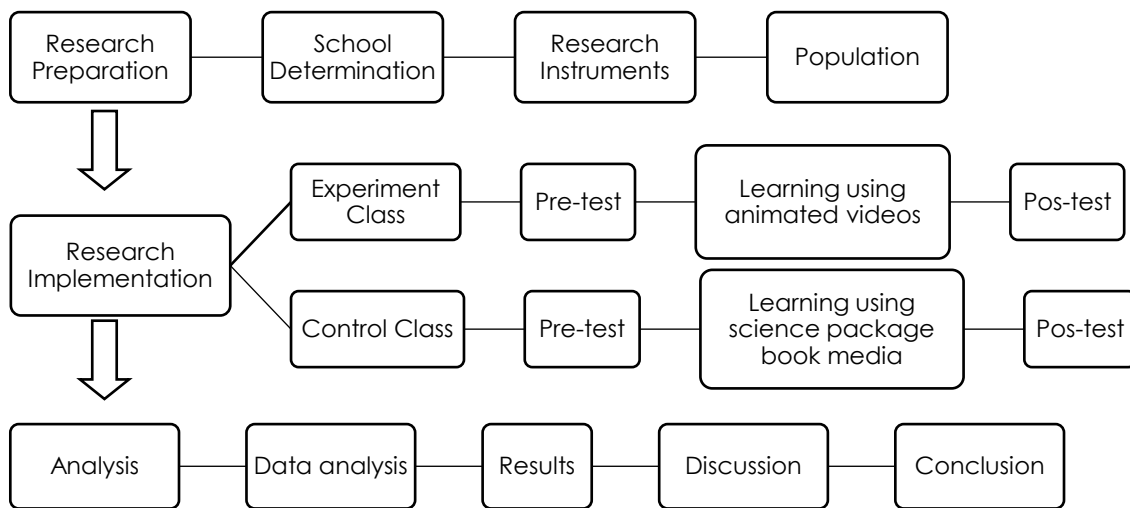 Research
Preparation
School
Determination
Research
Instruments
Population
Experiment
Class
Pre-test
Learning using
animated videos
Pos-test
Research
Implementation
Control Class
Pre-test
Learning using
science package
book media
Pos-test
Analysis
Data analysis
Results
Discussion
Conclusion